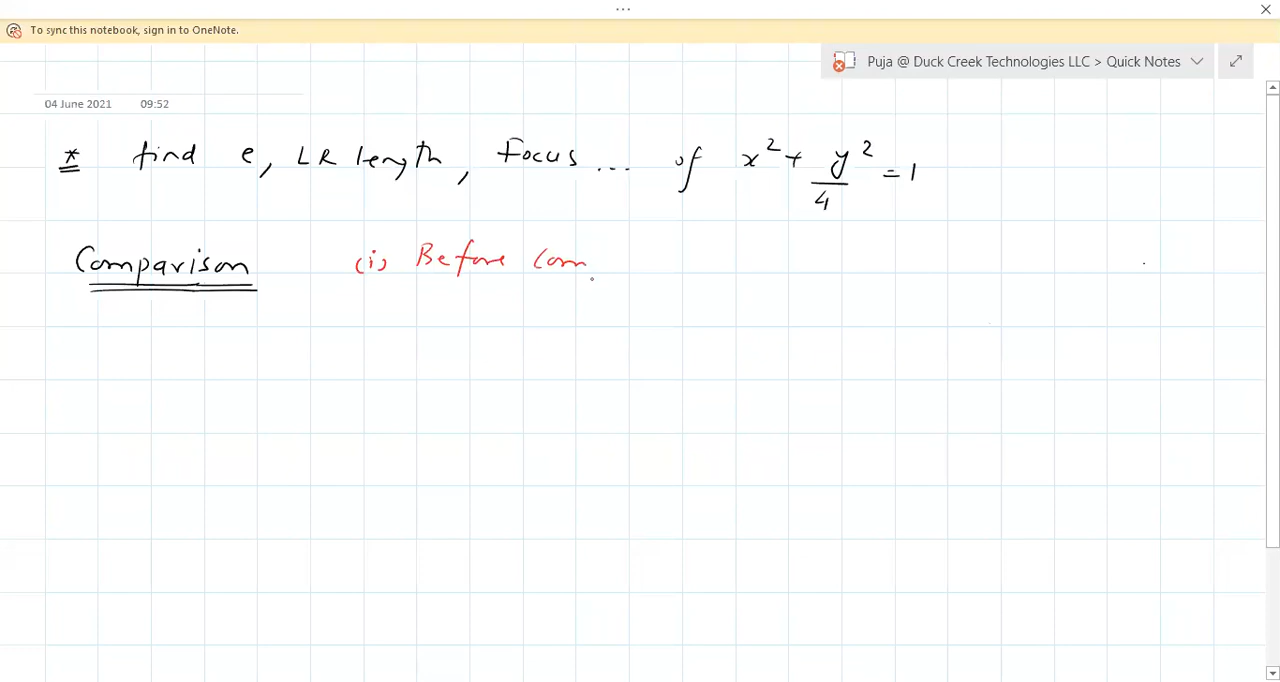 ...
To sync this notebook, sign in to OneNote.
Puja @ Duck Creek Technologies LLC > Quick Notes
04 June 2021 09:52
* find e, LR length, Focus ... of x² + y²/4 = 1
Comparison (i) Before Com